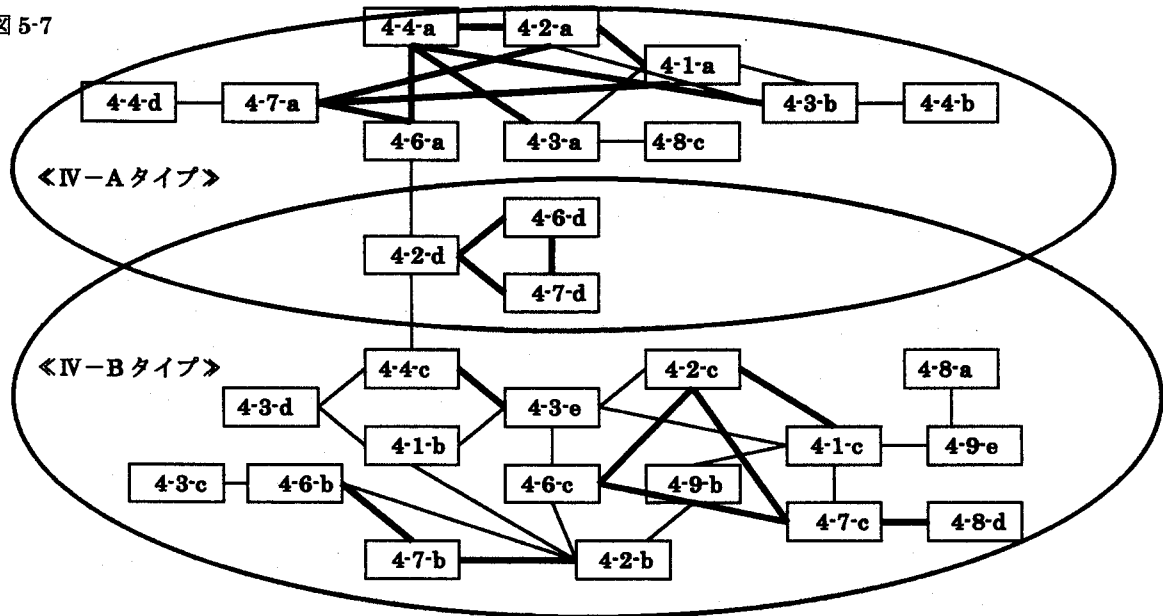 図 5-7
4-4-a 4-2-a
4-1-a
4-4-d 4-7-a 4-3-b 4-4-b
4-6-a 4-3-a 4-8-c
≪Ⅳ－A タイプ≫
4-6-d
4-2-d
4-7-d
≪Ⅳ－B タイプ≫
4-4-c 4-2-c 4-8-a
4-3-d 4-3-e
4-1-b 4-1-c 4-9-e
4-3-c 4-6-b 4-6-c 4-9-b
4-7-c 4-8-d
4-7-b 4-2-b